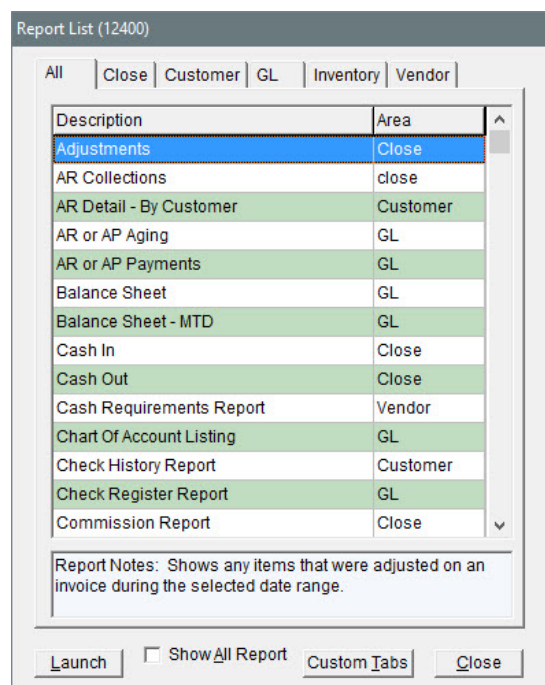 Report List (12400)
All Close Customer GL Inventory Vendor
Description Area
Adjustments Close
AR Collections close
AR Detail - By Customer Customer
AR or AP Aging GL
AR or AP Payments GL
Balance Sheet GL
Balance Sheet - MTD GL
Cash In Close
Cash Out Close
Cash Requirements Report Vendor
Chart Of Account Listing GL
Check History Report Customer
Check Register Report GL
Commission Report Close
Report Notes: Shows any items that were adjusted on an
invoice during the selected date range.
Launch Show All Report Custom Tabs Close